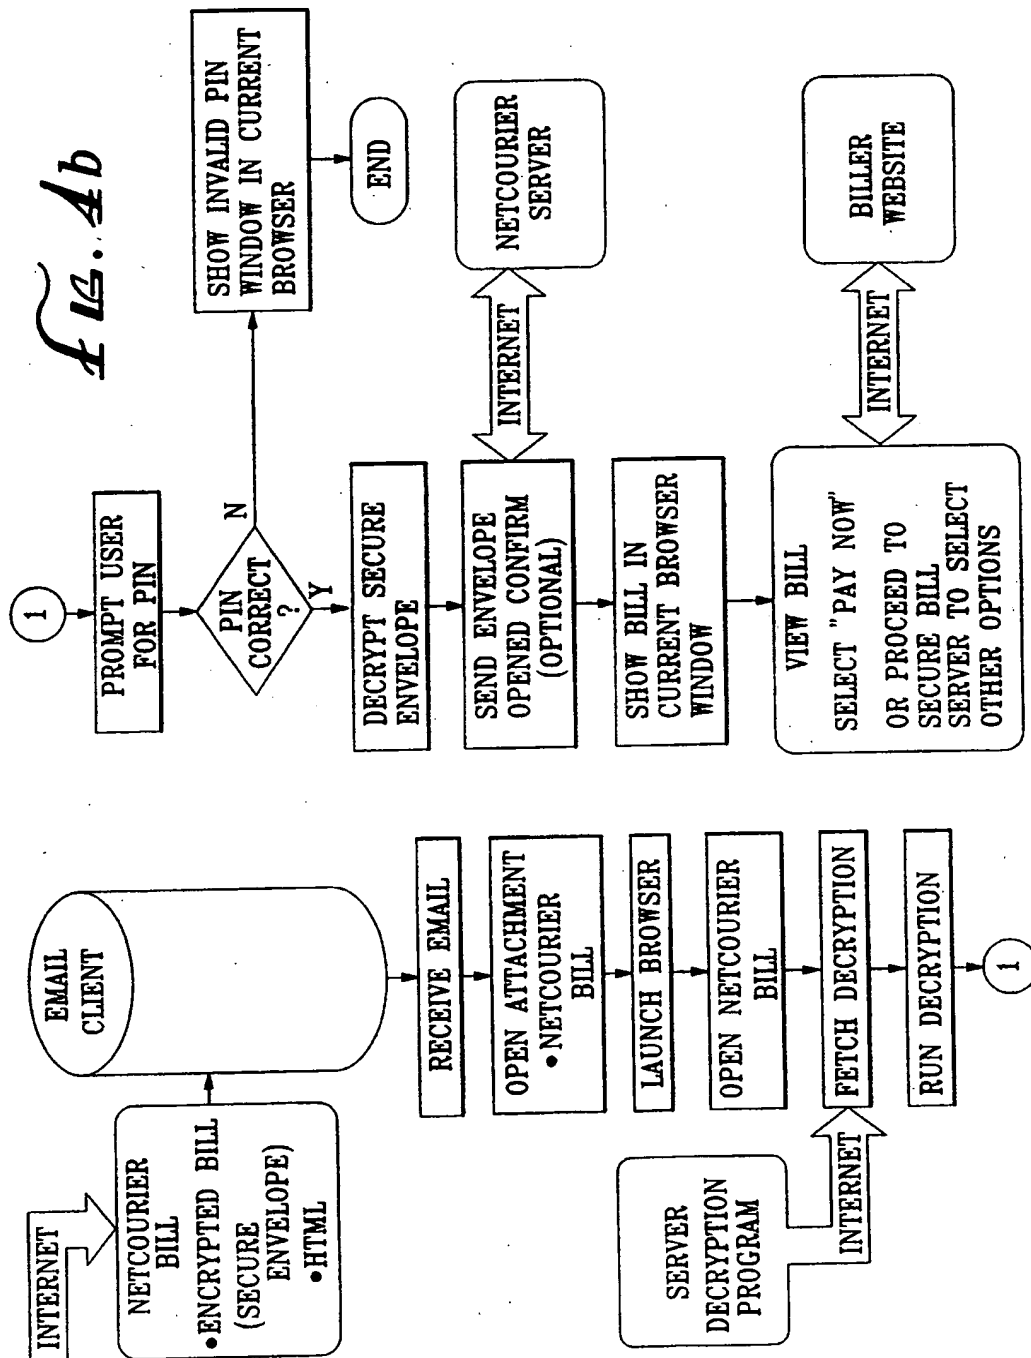 Fig. 4b
INTERNET
NETCOURIER
BILL
•ENCRYPTED BILL
(SECURE
ENVELOPE)
•HTML
EMAIL
CLIENT
RECEIVE EMAIL
OPEN ATTACHMENT
•NETCOURIER
BILL
LAUNCH BROWSER
OPEN NETCOURIER
BILL
SERVER
DECRYPTION
PROGRAM
INTERNET
FETCH DECRYPTION
RUN DECRYPTION
1
1
PROMPT USER
FOR PIN
PIN
CORRECT
?
N
Y
SHOW INVALID PIN
WINDOW IN CURRENT
BROWSER
END
DECRYPT SECURE
ENVELOPE
SEND ENVELOPE
OPENED CONFIRM
(OPTIONAL)
INTERNET
NETCOURIER
SERVER
SHOW BILL IN
CURRENT BROWSER
WINDOW
VIEW BILL
SELECT "PAY NOW"
OR PROCEED TO
SECURE BILL
SERVER TO SELECT
OTHER OPTIONS
INTERNET
BILLER
WEBSITE